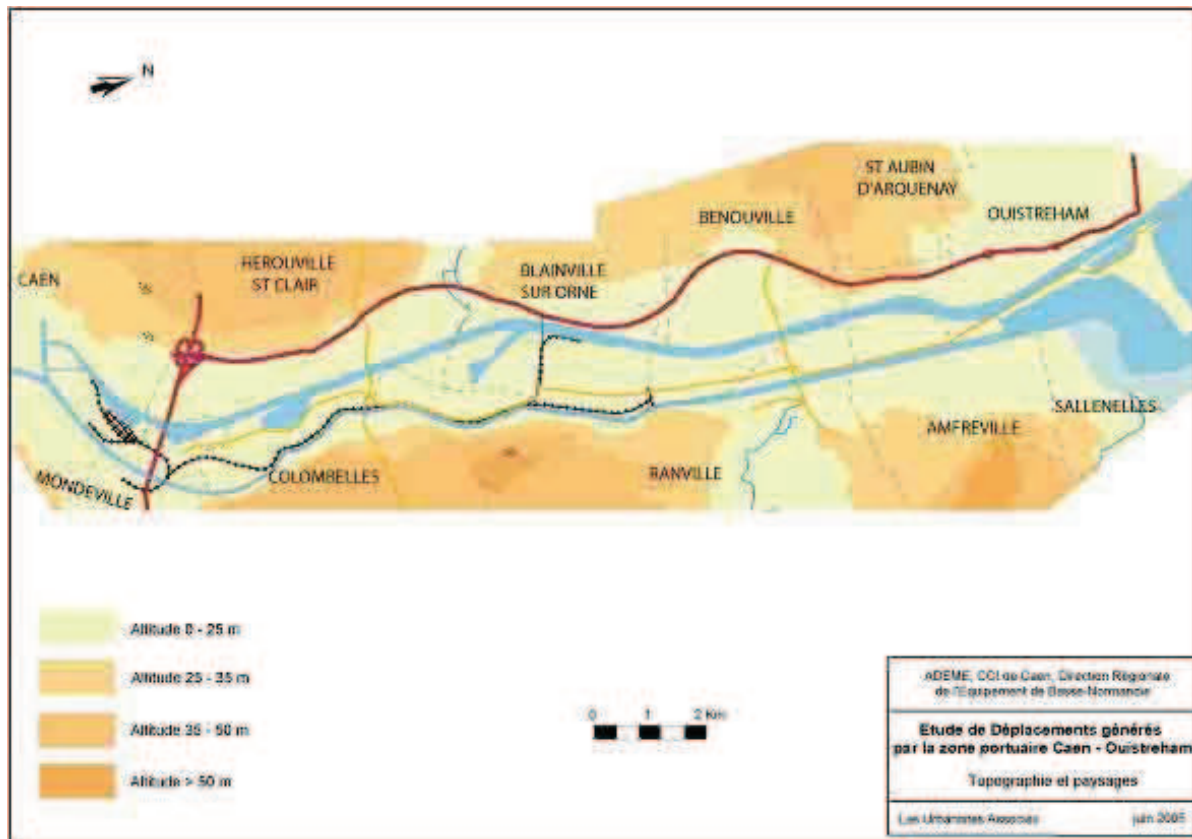 N
ST AUBIN
D'ARQUENAY
BENOUVILLE
OUISTREHAM
HEROUVILLE
ST CLAIR
BLAINVILLE
SUR ORNE
CAEN
SALLENELLES
AMFREVILLE
RANVILLE
COLOMBELLES
MONDEVILLE
Altitude 0 - 25 m
Altitude 25 - 35 m
Altitude 35 - 50 m
Altitude > 50 m
0 1 2 Km
ADEME, CCI de Caen, Direction Régionale
de l'Equipement de Basse-Normandie
Etude de Déplacements générés
par la zone portuaire Caen - Ouistreham
Topographie et paysages
Les Urbanistes Associés juin 2005